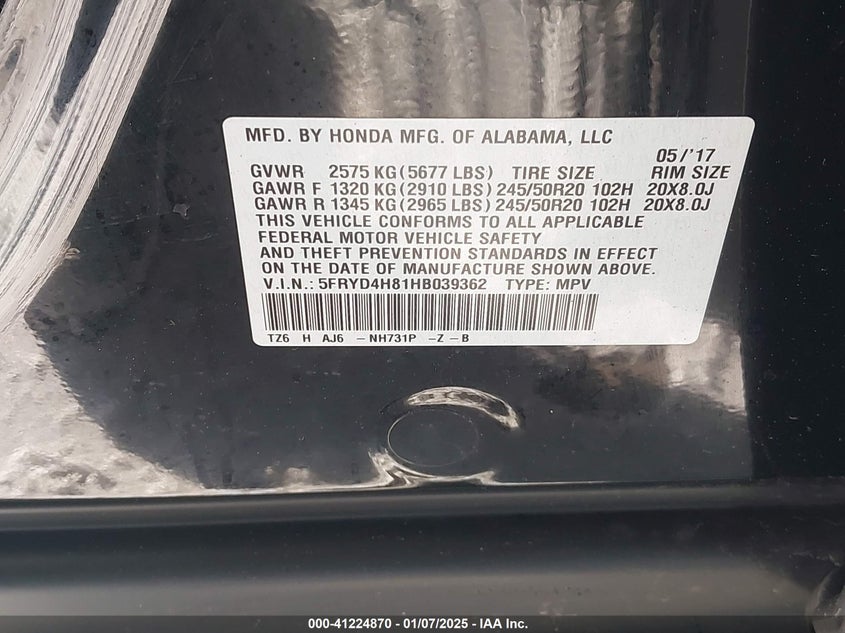 MFD. BY HONDA MFG. OF ALABAMA, LLC
05/'17
GVWR 2575 KG (5677 LBS) TIRE SIZE RIM SIZE
GAWR F 1320 KG (2910 LBS) 245/50R20 102H 20X8.0J
GAWR R 1345 KG (2965 LBS) 245/50R20 102H 20X8.0J
THIS VEHICLE CONFORMS TO ALL APPLICABLE
FEDERAL MOTOR VEHICLE SAFETY
AND THEFT PREVENTION STANDARDS IN EFFECT
ON THE DATE OF MANUFACTURE SHOWN ABOVE.
V.I.N.: 5FRYD4H81HB039362 TYPE: MPV
TZ6 H AJ6 - NH731P -Z - B
000-41224870 — 01/07/2025 — IAA Inc.